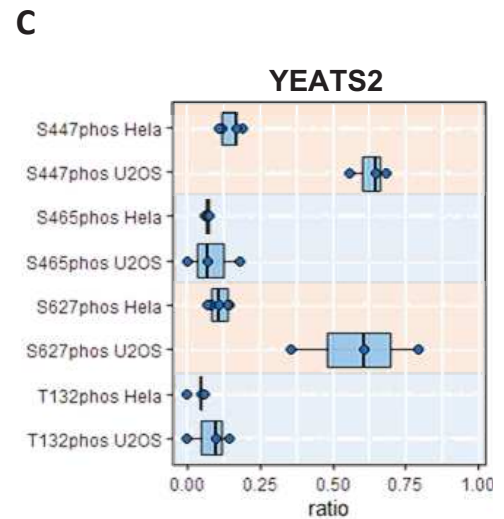 C
YEATS2
S447phos Hela
S447phos U2OS
S465phos Hela
S465phos U2OS
S627phos Hela
S627phos U2OS
T132phos Hela
T132phos U2OS
0.00 0.25 0.50 0.75 1.00
ratio